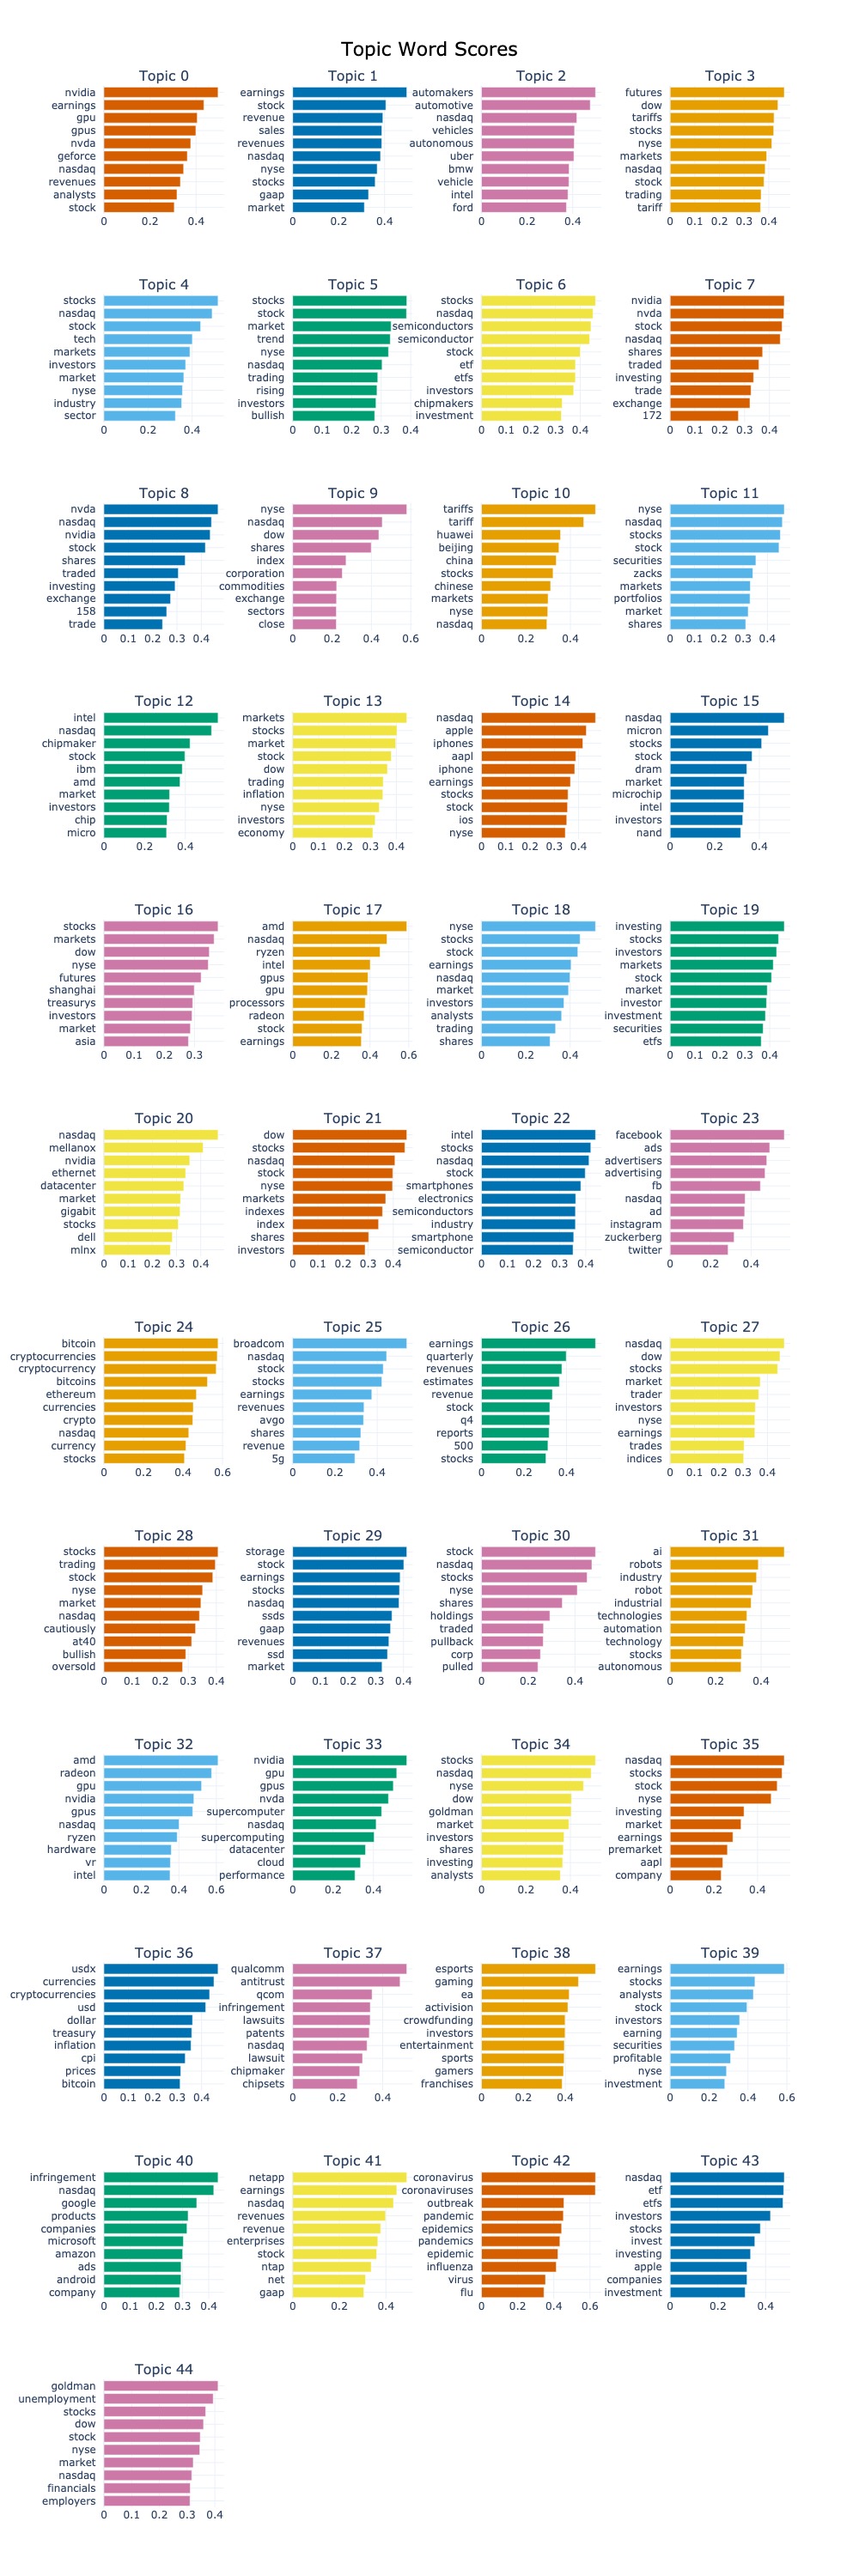 Topic Word Scores
Topic 0
nvidia
earnings
gpu
gpus
nvda
geforce
nasdaq
revenues
analysts
stock
0 0.2 0.4
Topic 1
earnings
stock
revenue
sales
revenues
nasdaq
nyse
stocks
gaap
market
0 0.2 0.4
Topic 2
automakers
automotive
nasdaq
vehicles
autonomous
uber
bmw
vehicle
intel
ford
0 0.2 0.4
Topic 3
futures
dow
tariffs
stocks
nyse
markets
nasdaq
stock
trading
tariff
0 0.1 0.2 0.3 0.4
Topic 4
stocks
nasdaq
stock
tech
markets
investors
market
nyse
industry
sector
0 0.2 0.4
Topic 5
stocks
stock
market
trend
nyse
nasdaq
trading
rising
investors
bullish
0 0.1 0.2 0.3 0.4
Topic 6
stocks
nasdaq
semiconductors
semiconductor
stock
etf
etfs
investors
chipmakers
investment
0 0.1 0.2 0.3 0.4
Topic 7
nvidia
nvda
stock
nasdaq
shares
traded
investing
trade
exchange
172
0 0.1 0.2 0.3 0.4
Topic 8
nvda
nasdaq
nvidia
stock
shares
traded
investing
exchange
158
trade
0 0.1 0.2 0.3 0.4
Topic 9
nyse
nasdaq
dow
shares
index
corporation
commodities
exchange
sectors
close
0 0.2 0.4 0.6
Topic 10
tariffs
tariff
huawei
beijing
china
stocks
chinese
markets
nyse
nasdaq
0 0.2 0.4
Topic 11
nyse
nasdaq
stocks
stock
securities
zacks
markets
portfolios
market
shares
0 0.1 0.2 0.3 0.4
Topic 12
intel
nasdaq
chipmaker
stock
ibm
amd
market
investors
chip
micro
0 0.2 0.4
Topic 13
markets
stocks
market
stock
dow
trading
inflation
nyse
investors
economy
0 0.1 0.2 0.3 0.4
Topic 14
nasdaq
apple
iphones
aapl
iphone
earnings
stocks
stock
ios
nyse
0 0.1 0.2 0.3 0.4
Topic 15
nasdaq
micron
stocks
stock
dram
market
microchip
intel
investors
nand
0 0.2 0.4
Topic 16
stocks
markets
dow
nyse
futures
shanghai
treasurys
investors
market
asia
0 0.1 0.2 0.3
Topic 17
amd
nasdaq
ryzen
intel
gpus
gpu
processors
radeon
stock
earnings
0 0.2 0.4 0.6
Topic 18
nyse
stocks
stock
earnings
nasdaq
market
investors
analysts
trading
shares
0 0.2 0.4
Topic 19
investing
stocks
investors
markets
stock
market
investor
investment
securities
etfs
0 0.1 0.2 0.3 0.4
Topic 20
nasdaq
mellanox
nvidia
ethernet
datacenter
market
gigabit
stocks
dell
mlnx
0 0.1 0.2 0.3 0.4
Topic 21
dow
stocks
nasdaq
stock
nyse
markets
indexes
index
shares
investors
0 0.1 0.2 0.3 0.4
Topic 22
intel
stocks
nasdaq
stock
smartphones
electronics
semiconductors
industry
smartphone
semiconductor
0 0.1 0.2 0.3 0.4
Topic 23
facebook
ads
advertisers
advertising
fb
nasdaq
ad
instagram
zuckerberg
twitter
0 0.2 0.4
Topic 24
bitcoin
cryptocurrencies
cryptocurrency
bitcoins
ethereum
currencies
crypto
nasdaq
currency
stocks
0 0.2 0.4 0.6
Topic 25
broadcom
nasdaq
stock
stocks
earnings
revenues
avgo
shares
revenue
5g
0 0.2 0.4
Topic 26
earnings
quarterly
revenues
estimates
revenue
stock
q4
reports
500
stocks
0 0.2 0.4
Topic 27
nasdaq
dow
stocks
market
trader
investors
nyse
earnings
trades
indices
0 0.1 0.2 0.3 0.4
Topic 28
stocks
trading
stock
nyse
market
nasdaq
cautiously
at40
bullish
oversold
0 0.1 0.2 0.3 0.4
Topic 29
storage
stock
earnings
stocks
nasdaq
ssds
gaap
revenues
ssd
market
0 0.1 0.2 0.3 0.4
Topic 30
stock
nasdaq
stocks
nyse
shares
holdings
traded
pullback
corp
pulled
0 0.2 0.4
Topic 31
ai
robots
industry
robot
industrial
technologies
automation
technology
stocks
autonomous
0 0.2 0.4
Topic 32
amd
radeon
gpu
nvidia
gpus
nasdaq
ryzen
hardware
vr
intel
0 0.2 0.4 0.6
Topic 33
nvidia
gpu
gpus
nvda
supercomputer
nasdaq
supercomputing
datacenter
cloud
performance
0 0.2 0.4
Topic 34
stocks
nasdaq
nyse
dow
goldman
market
investors
shares
investing
analysts
0 0.2 0.4
Topic 35
nasdaq
stocks
stock
nyse
investing
market
earnings
premarket
aapl
company
0 0.2 0.4
Topic 36
usdx
currencies
cryptocurrencies
usd
dollar
treasury
inflation
cpi
prices
bitcoin
0 0.1 0.2 0.3 0.4
Topic 37
qualcomm
antitrust
qcom
infringement
lawsuits
patents
nasdaq
lawsuit
chipmaker
chipsets
0 0.2 0.4
Topic 38
esports
gaming
ea
activision
crowdfunding
investors
entertainment
sports
gamers
franchises
0 0.2 0.4
Topic 39
earnings
stocks
analysts
stock
investors
earning
securities
profitable
nyse
investment
0 0.2 0.4 0.6
Topic 40
infringement
nasdaq
google
products
companies
microsoft
amazon
ads
android
company
0 0.1 0.2 0.3 0.4
Topic 41
netapp
earnings
nasdaq
revenues
revenue
enterprises
stock
ntap
net
gaap
0 0.2 0.4
Topic 42
coronavirus
coronaviruses
outbreak
pandemic
epidemics
pandemics
epidemic
influenza
virus
flu
0 0.2 0.4 0.6
Topic 43
nasdaq
etf
etfs
investors
stocks
invest
investing
apple
companies
investment
0 0.2 0.4
Topic 44
goldman
unemployment
stocks
dow
stock
nyse
market
nasdaq
financials
employers
0 0.1 0.2 0.3 0.4